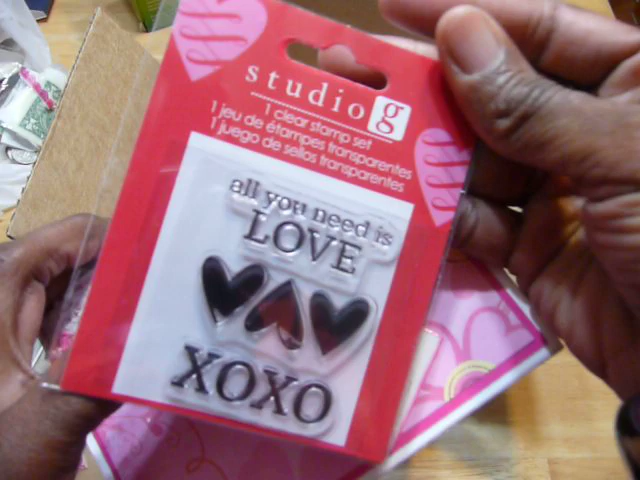 studio g
1 clear stamp set
1 jeu de étampes transparentes
1 juego de sellos transparentes
all you need is
LOVE
XOXO